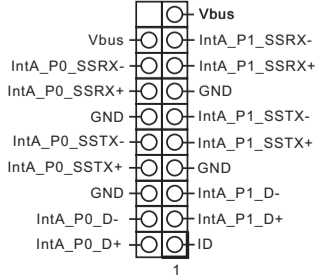 Vbus
Vbus IntA_P1_SSRX-
IntA_P0_SSRX- IntA_P1_SSRX+
IntA_P0_SSRX+ GND
GND IntA_P1_SSTX-
IntA_P0_SSTX- IntA_P1_SSTX+
IntA_P0_SSTX+ GND
GND IntA_P1_D-
IntA_P0_D- IntA_P1_D+
IntA_P0_D+ ID
1